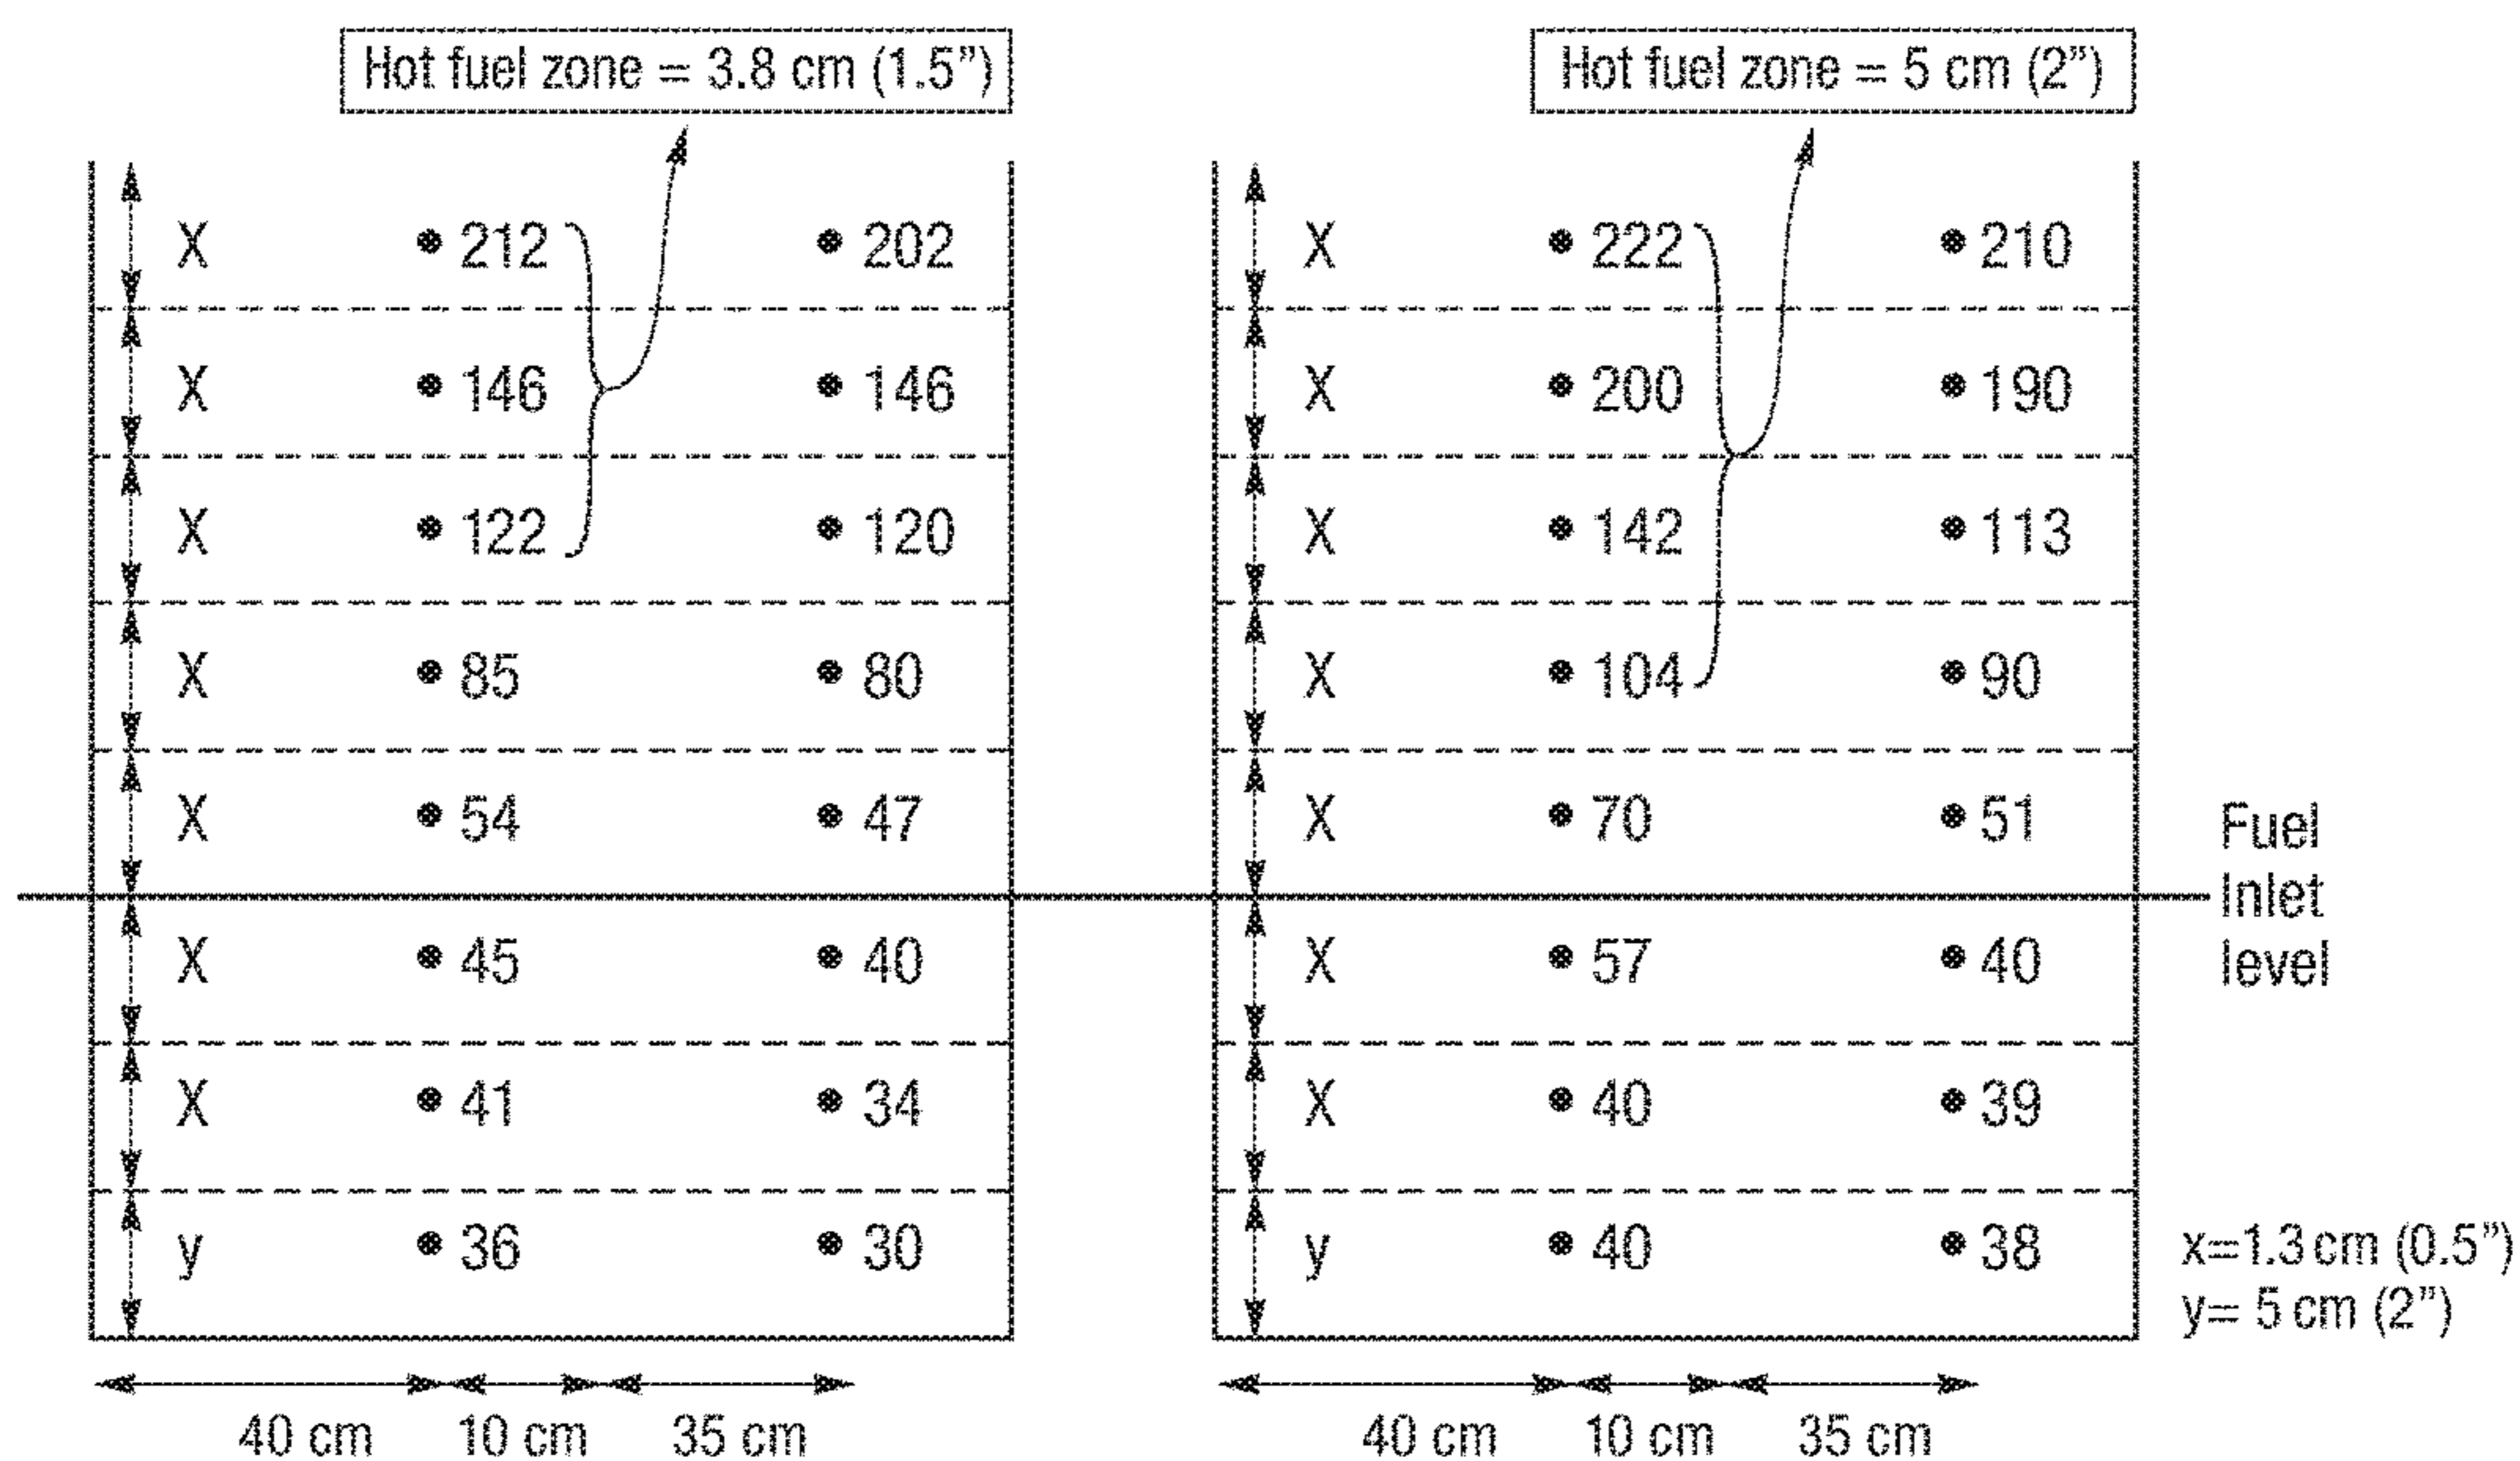 Hot fuel zone = 3.8 cm (1.5”) Hot fuel zone = 5 cm (2”)
X 212 202 X 222 210
X 146 146 X 200 190
X 122 120 X 142 113
X 85 80 X 104 90
X 54 47 X 70 51
Fuel
Inlet
level
X 45 40 X 57 40
X 41 34 X 40 39
y 36 30 y 40 38
x=1.3 cm (0.5”)
y= 5 cm (2”)
40 cm 10 cm 35 cm 40 cm 10 cm 35 cm